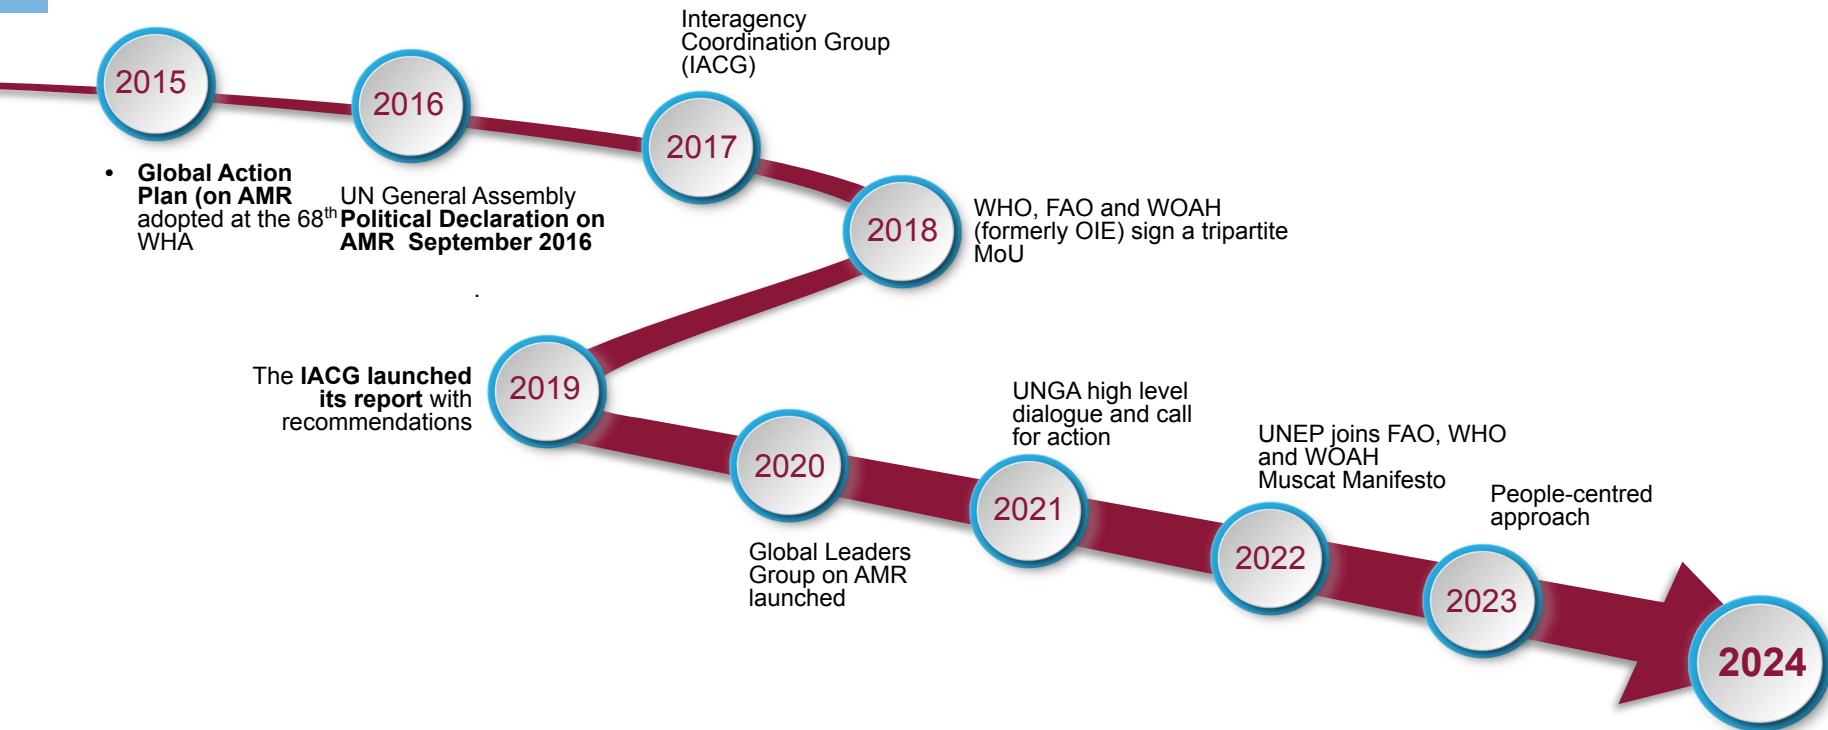 2015
• Global Action
Plan (on AMR
adopted at the 68th
WHA
2016
UN General Assembly
Political Declaration on
AMR September 2016
.
Interagency
Coordination Group
(IACG)
2017
2018
WHO, FAO and WOAH
(formerly OIE) sign a tripartite
MoU
The IACG launched
its report with
recommendations
2019
2020
Global Leaders
Group on AMR
launched
UNGA high level
dialogue and call
for action
2021
UNEP joins FAO, WHO
and WOAH
Muscat Manifesto
2022
People-centred
approach
2023
2024